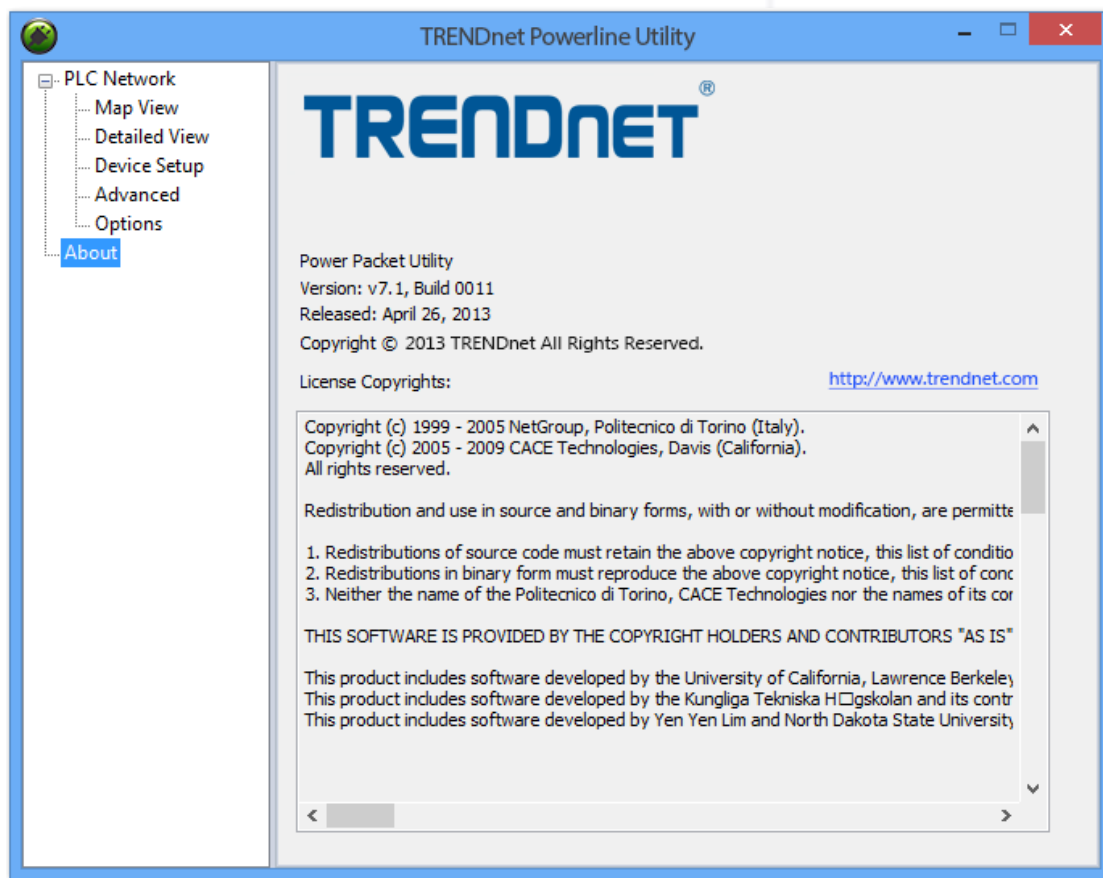 TRENDnet Powerline Utility
PLC Network
Map View
Detailed View
Device Setup
Advanced
Options
About
TRENDNET®
Power Packet Utility
Version: v7.1, Build 0011
Released: April 26, 2013
Copyright © 2013 TRENDnet All Rights Reserved.
License Copyrights:
http://www.trendnet.com
Copyright (c) 1999 - 2005 NetGroup, Politecnico di Torino (Italy).
Copyright (c) 2005 - 2009 CACE Technologies, Davis (California).
All rights reserved.
Redistribution and use in source and binary forms, with or without modification, are permitte
1. Redistributions of source code must retain the above copyright notice, this list of conditio
2. Redistributions in binary form must reproduce the above copyright notice, this list of conc
3. Neither the name of the Politecnico di Torino, CACE Technologies nor the names of its cor
THIS SOFTWARE IS PROVIDED BY THE COPYRIGHT HOLDERS AND CONTRIBUTORS "AS IS"
This product includes software developed by the University of California, Lawrence Berkeley
This product includes software developed by the Kungliga Tekniska H□gskolan and its contr
This product includes software developed by Yen Yen Lim and North Dakota State University